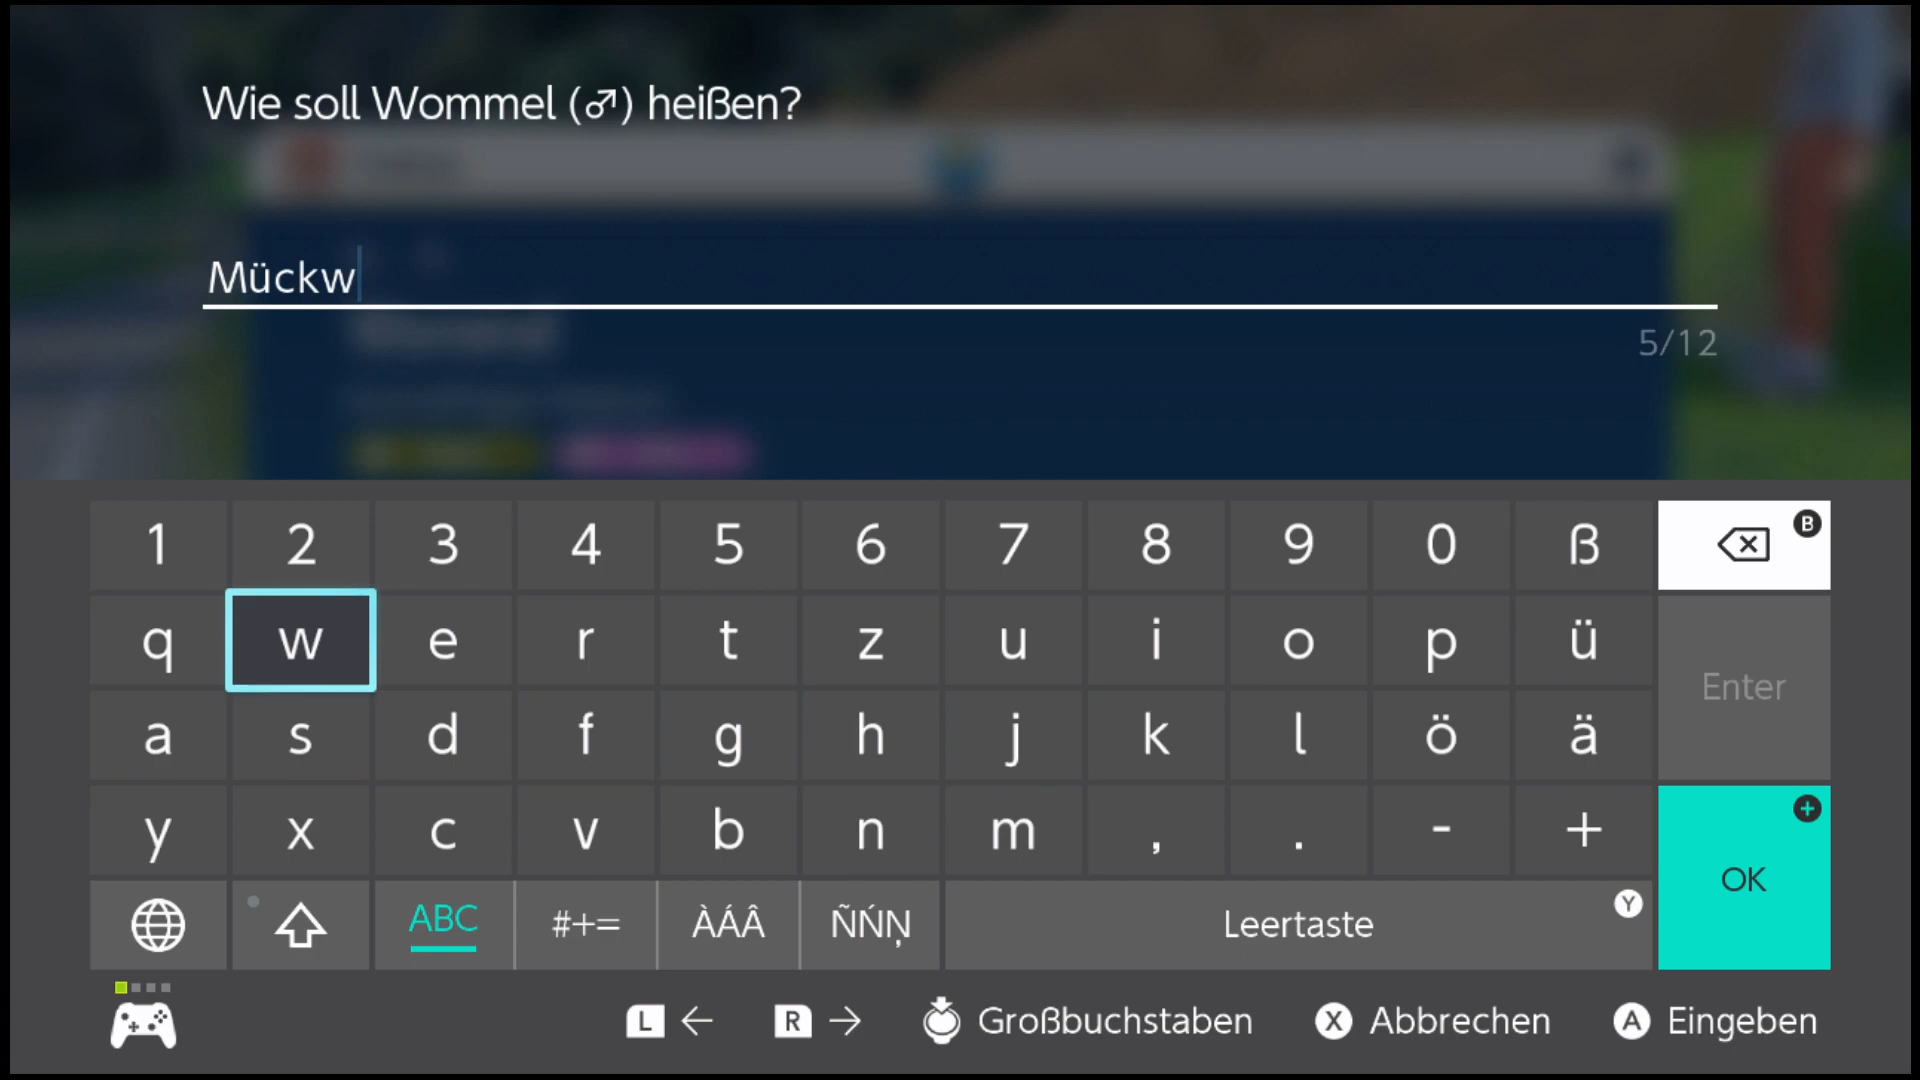 Wie soll Wommel (♂) heißen?
Mückw
5/12
1 2 3 4 5 6 7 8 9 0 ß B
q w e r t z u i o p ü
Enter
a s d f g h j k l ö ä
y x c v b n m , . - +
OK
ABC #+= ÀÁÂ ÑŃŅ Leertaste Y
L ← R → Großbuchstaben X Abbrechen A Eingeben